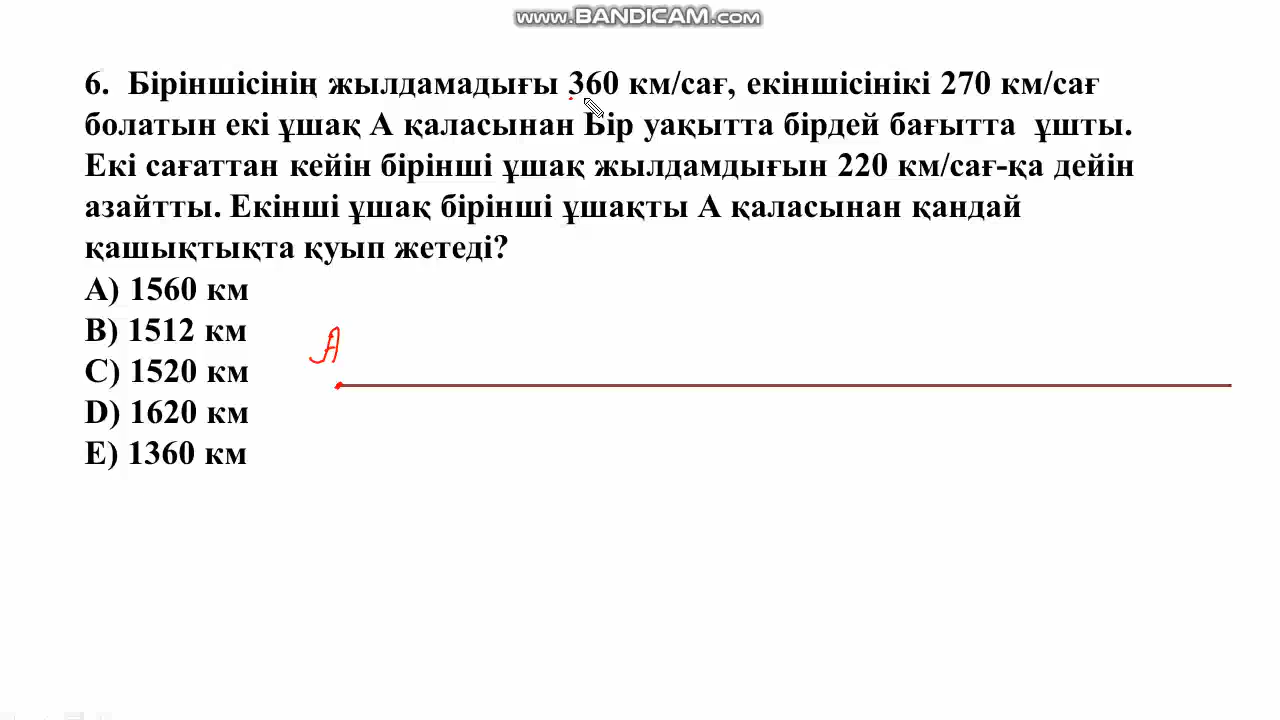 www.BANDICAM.com
6. Біріншісінің жылдамадығы 360 км/сағ, екіншісінікі 270 км/сағ
болатын екі ұшақ А қаласынан Бір уақытта бірдей бағытта ұшты.
Екі сағаттан кейін бірінші ұшақ жылдамдығын 220 км/сағ-қа дейін
азайтты. Екінші ұшақ бірінші ұшақты А қаласынан қандай
қашықтықта қуып жетеді?
A) 1560 км
B) 1512 км
A
C) 1520 км
D) 1620 км
E) 1360 км